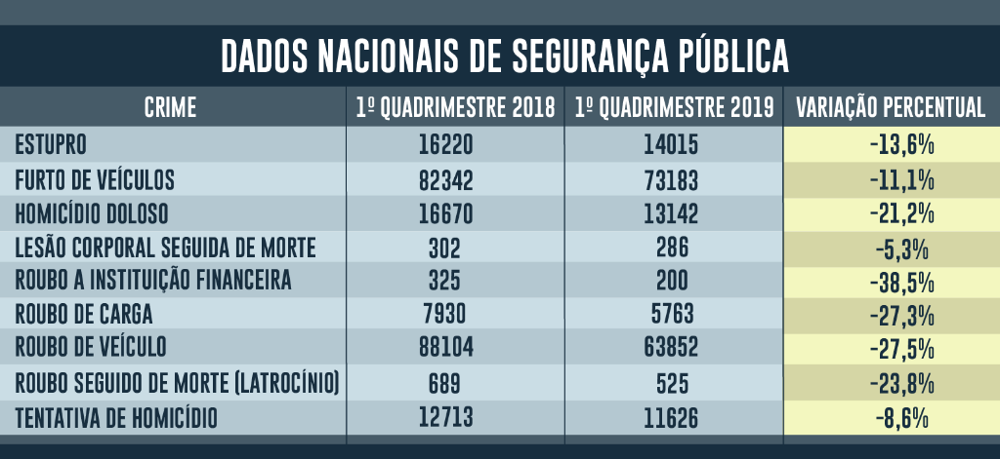 DADOS NACIONAIS DE SEGURANÇA PÚBLICA
CRIME 1º QUADRIMESTRE 2018 1º QUADRIMESTRE 2019 VARIAÇÃO PERCENTUAL
ESTUPRO 16220 14015 -13,6%
FURTO DE VEÍCULOS 82342 73183 -11,1%
HOMICÍDIO DOLOSO 16670 13142 -21,2%
LESÃO CORPORAL SEGUIDA DE MORTE 302 286 -5,3%
ROUBO A INSTITUIÇÃO FINANCEIRA 325 200 -38,5%
ROUBO DE CARGA 7930 5763 -27,3%
ROUBO DE VEÍCULO 88104 63852 -27,5%
ROUBO SEGUIDO DE MORTE (LATROCÍNIO) 689 525 -23,8%
TENTATIVA DE HOMICÍDIO 12713 11626 -8,6%